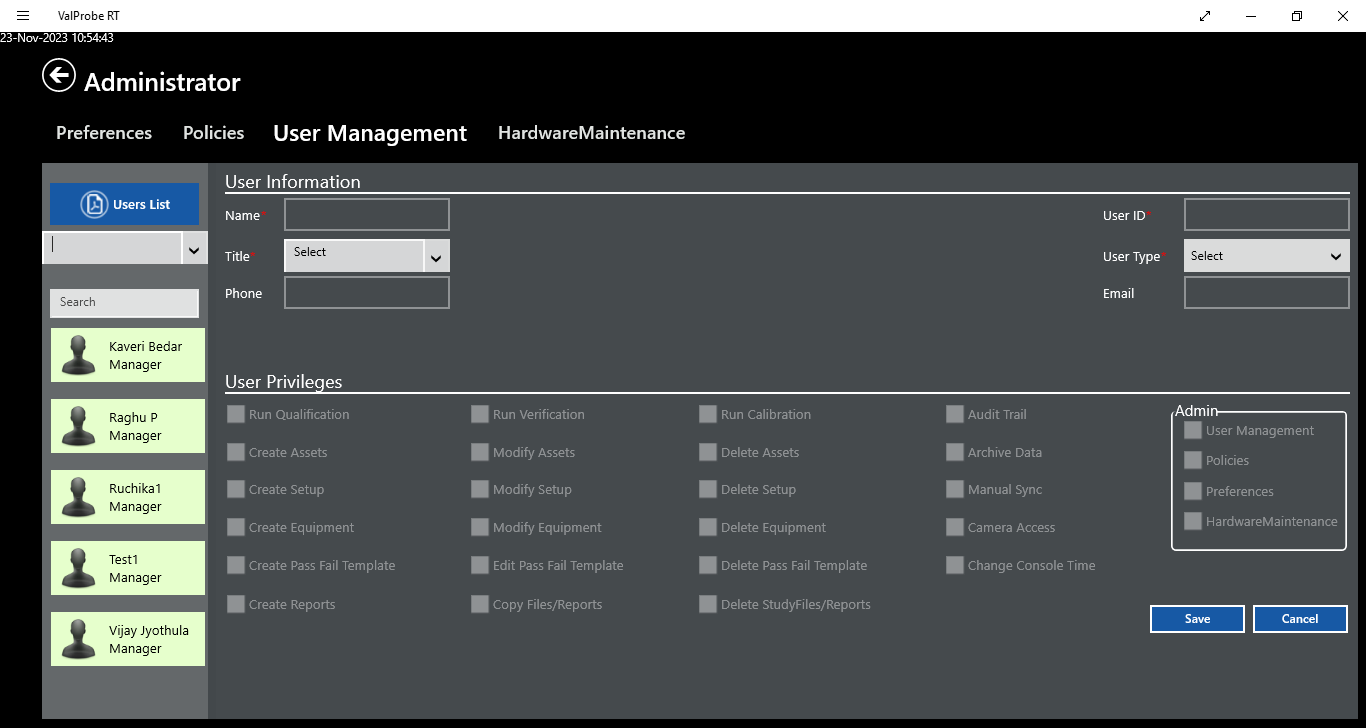 ValProbe RT
23-Nov-2023 10:54:43
Administrator
Preferences Policies User Management HardwareMaintenance
Users List
Search
Kaveri Bedar
Manager
Raghu P
Manager
Ruchika1
Manager
Test1
Manager
Vijay Jyothula
Manager
User Information
Name* User ID*
Title* Select User Type* Select
Phone Email
User Privileges
Run Qualification Run Verification Run Calibration Audit Trail
Create Assets Modify Assets Delete Assets Archive Data
Create Setup Modify Setup Delete Setup Manual Sync
Create Equipment Modify Equipment Delete Equipment Camera Access
Create Pass Fail Template Edit Pass Fail Template Delete Pass Fail Template Change Console Time
Create Reports Copy Files/Reports Delete StudyFiles/Reports
Admin
User Management
Policies
Preferences
HardwareMaintenance
Save Cancel